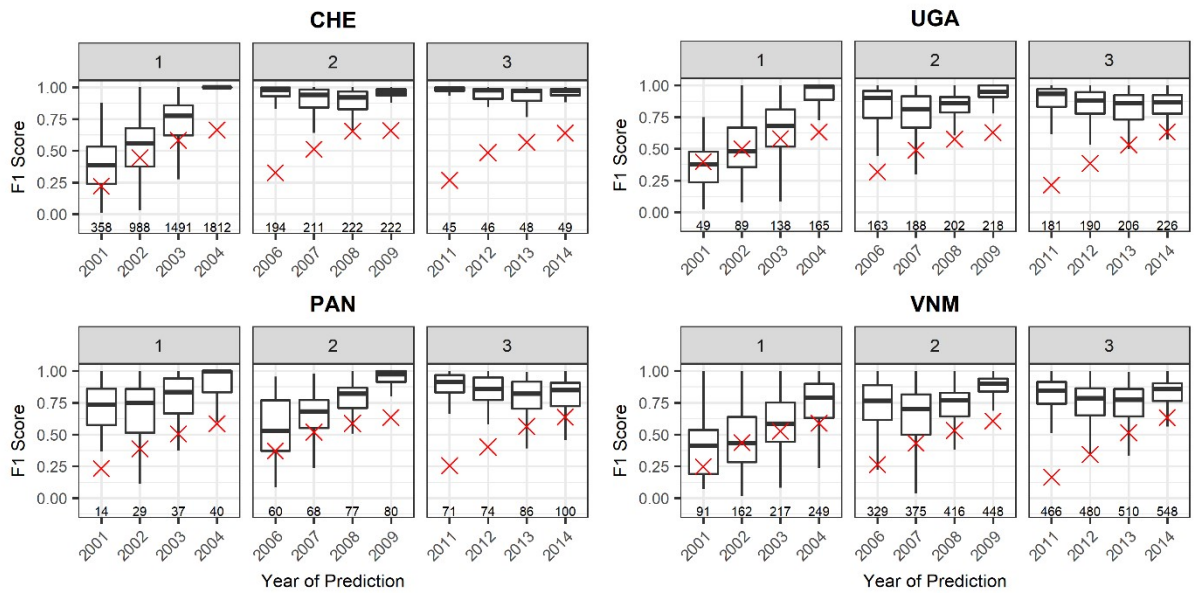 CHE
1 2 3
F1 Score
1.00
0.75
0.50
0.25
0.00
358 988 1491 1812 194 211 222 222 45 46 48 49
2001 2002 2003 2004 2006 2007 2008 2009 2011 2012 2013 2014
UGA
1 2 3
F1 Score
1.00
0.75
0.50
0.25
0.00
49 89 138 165 163 188 202 218 181 190 206 226
2001 2002 2003 2004 2006 2007 2008 2009 2011 2012 2013 2014
PAN
1 2 3
F1 Score
1.00
0.75
0.50
0.25
0.00
14 29 37 40 60 68 77 80 71 74 86 100
2001 2002 2003 2004 2006 2007 2008 2009 2011 2012 2013 2014
Year of Prediction
VNM
1 2 3
F1 Score
1.00
0.75
0.50
0.25
0.00
91 162 217 249 329 375 416 448 466 480 510 548
2001 2002 2003 2004 2006 2007 2008 2009 2011 2012 2013 2014
Year of Prediction